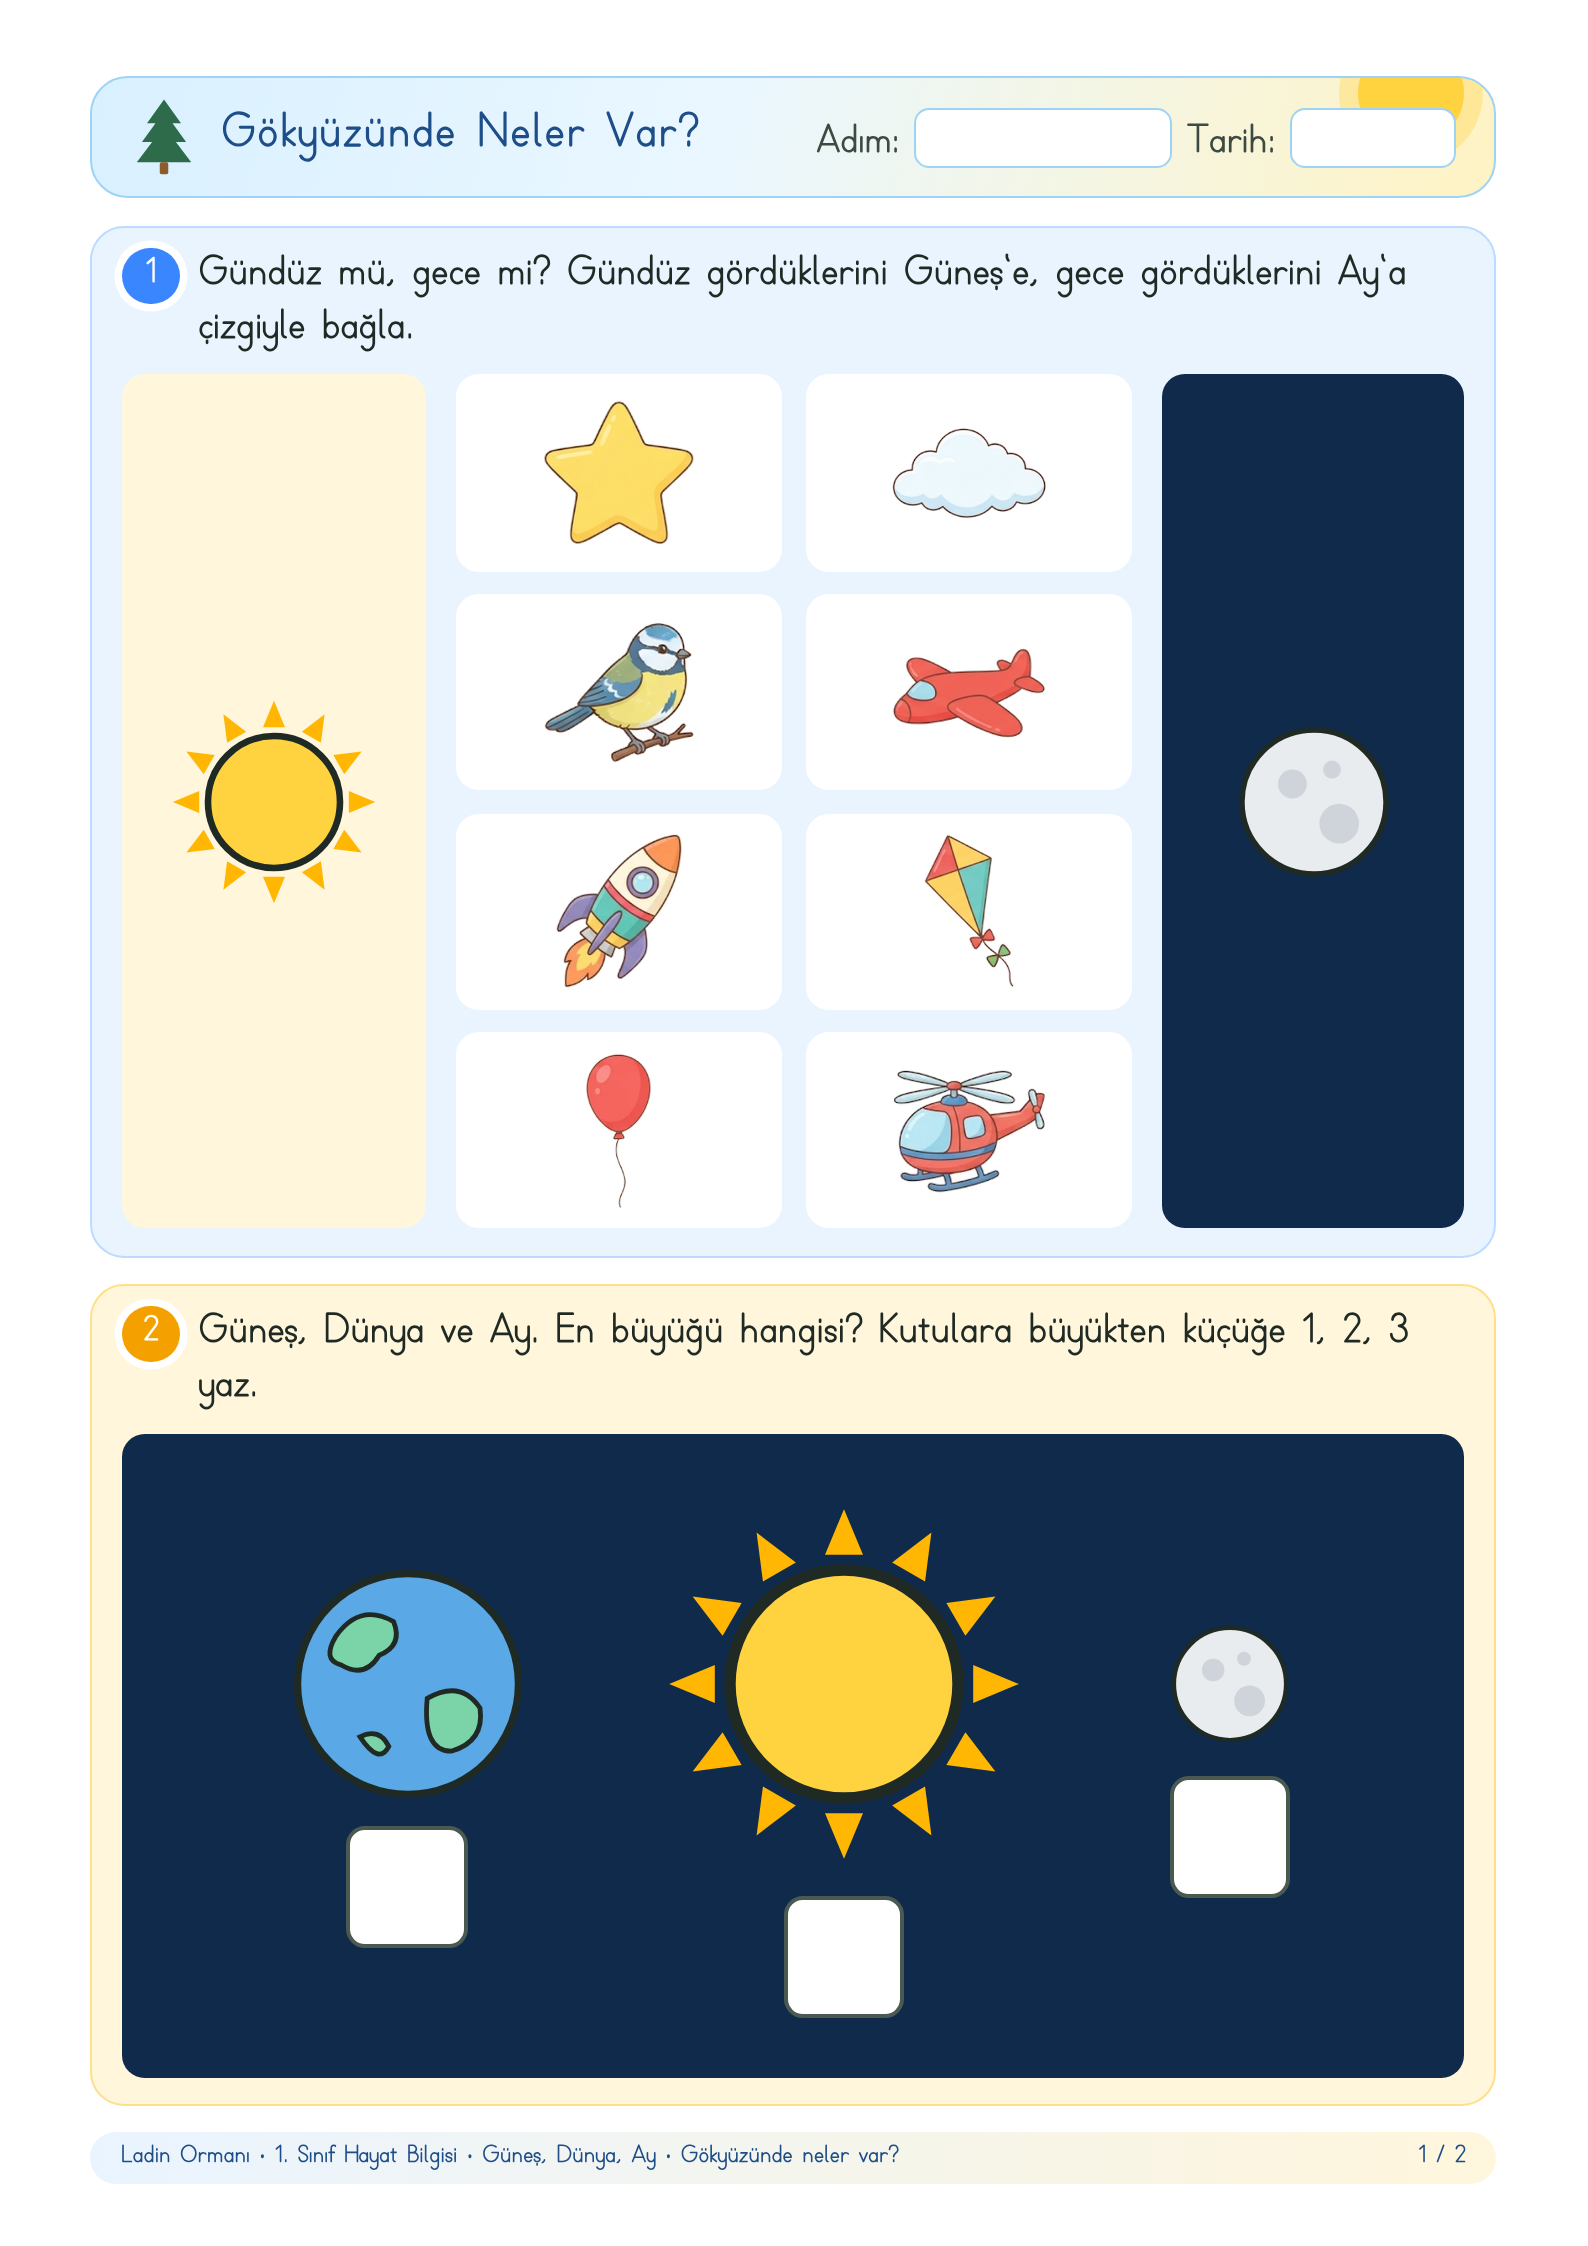 Gökyüzünde Neler Var?
Adım:
Tarih:
1
Gündüz mü, gece mi? Gündüz gördüklerini Güneş'e, gece gördüklerini Ay'a
çizgiyle bağla.
2
Güneş, Dünya ve Ay. En büyüğü hangisi? Kutulara büyükten küçüğe 1, 2, 3
yaz.
Ladin Ormanı • 1. Sınıf Hayat Bilgisi • Güneş, Dünya, Ay • Gökyüzünde neler var?
1 / 2